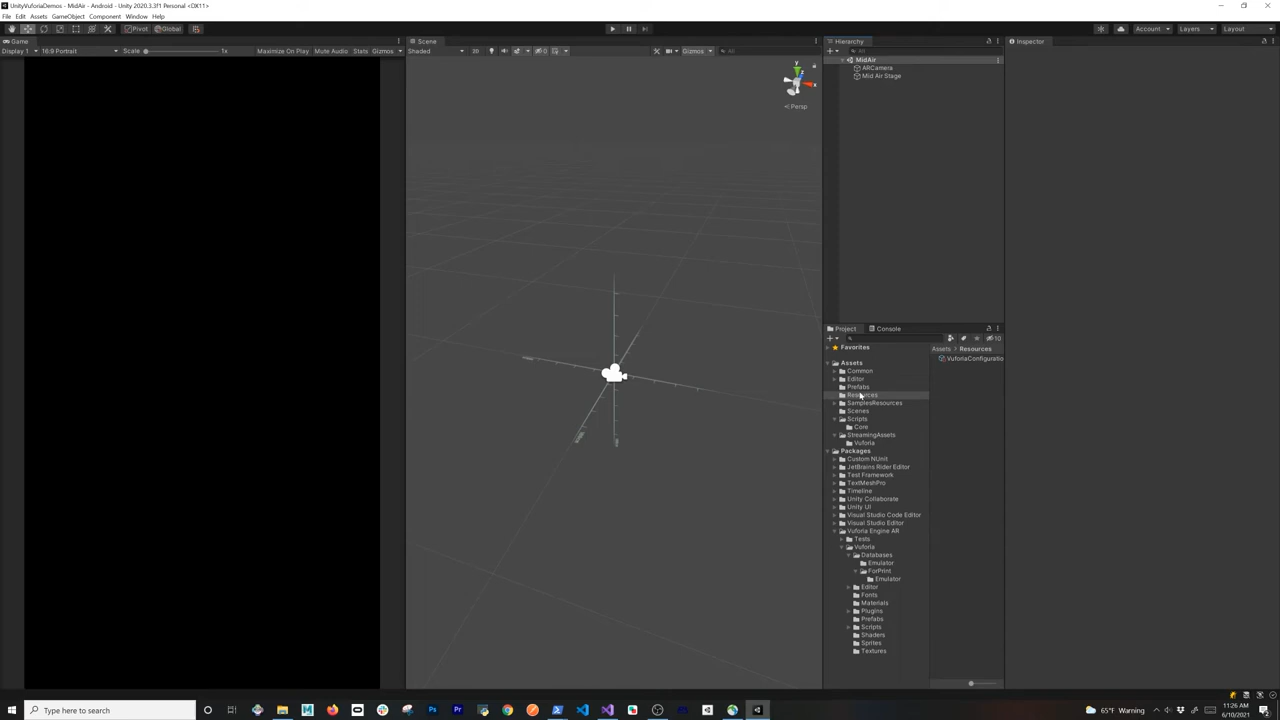 UnityVuforiaDemos - MidAir - Android - Unity 2020.3.3f1 Personal <DX11>
File Edit Assets GameObject Component Window Help
Pivot Global Account Layers Layout
Game
Display 1 16:9 Portrait Scale 1x Maximize On Play Mute Audio Stats Gizmos
Scene
Shaded 2D 0 Gizmos All
y
x
Persp
Hierarchy
All
MidAir
ARCamera
Mid Air Stage
Inspector
Project Console
10
Favorites
Assets
Common
Editor
Prefabs
Resources
SamplesResources
Scenes
Scripts
Core
StreamingAssets
Vuforia
Packages
Custom NUnit
JetBrains Rider Editor
Test Framework
TextMeshPro
Timeline
Unity Collaborate
Unity UI
Visual Studio Code Editor
Visual Studio Editor
Vuforia Engine AR
Tests
Vuforia
Databases
Emulator
ForPrint
Emulator
Editor
Fonts
Materials
Plugins
Prefabs
Scripts
Shaders
Sprites
Textures
Assets > Resources
VuforiaConfiguratio
Type here to search
65°F Warning
11:26 AM
6/10/2021